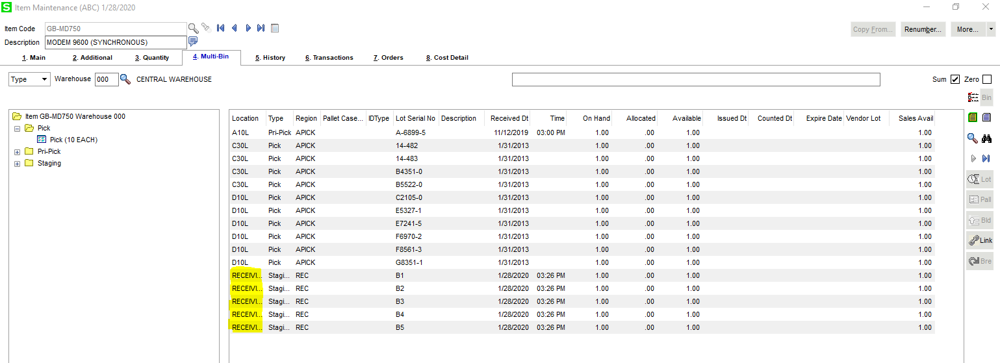 S Item Maintenance (ABC) 1/28/2020
Item Code GB-MD750 Copy From... Renumber... More...
Description MODEM 9600 (SYNCHRONOUS)
1. Main 2. Additional 3. Quantity 4. Multi-Bin 5. History 6. Transactions 7. Orders 8. Cost Detail
Type Warehouse 000 CENTRAL WAREHOUSE Sum Zero
Bin
Item GB-MD750 Warehouse 000
Pick
Pick (10 EACH)
Pri-Pick
Staging
Location Type Region Pallet Case... IDType Lot Serial No Description Received Dt Time On Hand Allocated Available Issued Dt Counted Dt Expire Date Vendor Lot Sales Avail
A10L Pri-Pick APICK A-6899-5 11/12/2019 03:00 PM 1.00 .00 1.00 1.00
C30L Pick APICK 14-482 1/31/2013 1.00 .00 1.00 1.00
C30L Pick APICK 14-483 1/31/2013 1.00 .00 1.00 1.00
C30L Pick APICK B4351-0 1/31/2013 1.00 .00 1.00 1.00
C30L Pick APICK B5522-0 1/31/2013 1.00 .00 1.00 1.00
D10L Pick APICK C2105-0 1/31/2013 1.00 .00 1.00 1.00
D10L Pick APICK E5327-1 1/31/2013 1.00 .00 1.00 1.00
D10L Pick APICK E7241-5 1/31/2013 1.00 .00 1.00 1.00
D10L Pick APICK F6970-2 1/31/2013 1.00 .00 1.00 1.00
D10L Pick APICK F8561-3 1/31/2013 1.00 .00 1.00 1.00
D10L Pick APICK G8351-1 1/31/2013 1.00 .00 1.00 1.00
RECEIVI... Stagi... REC B1 1/28/2020 03:26 PM 1.00 .00 1.00 1.00
RECEIVI... Stagi... REC B2 1/28/2020 03:26 PM 1.00 .00 1.00 1.00
RECEIVI... Stagi... REC B3 1/28/2020 03:26 PM 1.00 .00 1.00 1.00
RECEIVI... Stagi... REC B4 1/28/2020 03:26 PM 1.00 .00 1.00 1.00
RECEIVI... Stagi... REC B5 1/28/2020 03:26 PM 1.00 .00 1.00 1.00
Lot
Pall
Bld
Link
Bre